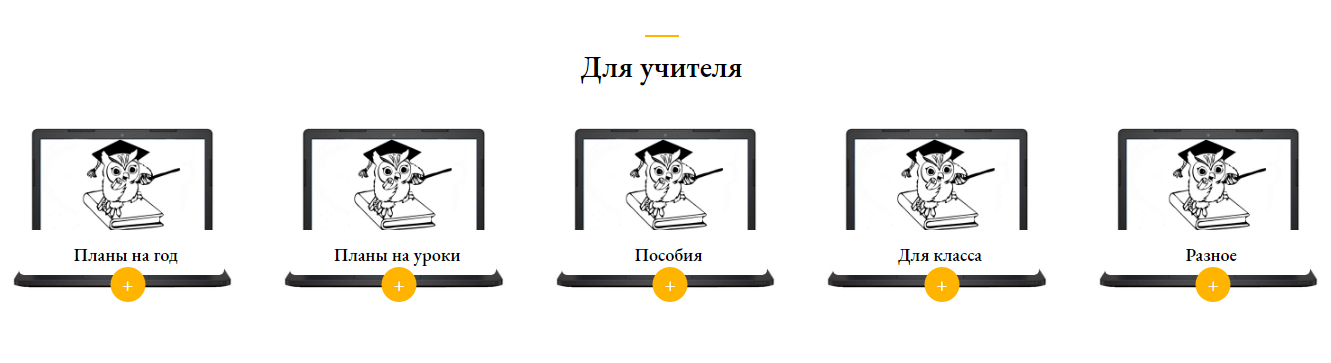 Для учителя
Планы на год
Планы на уроки
Пособия
Для класса
Разное
+
+
+
+
+